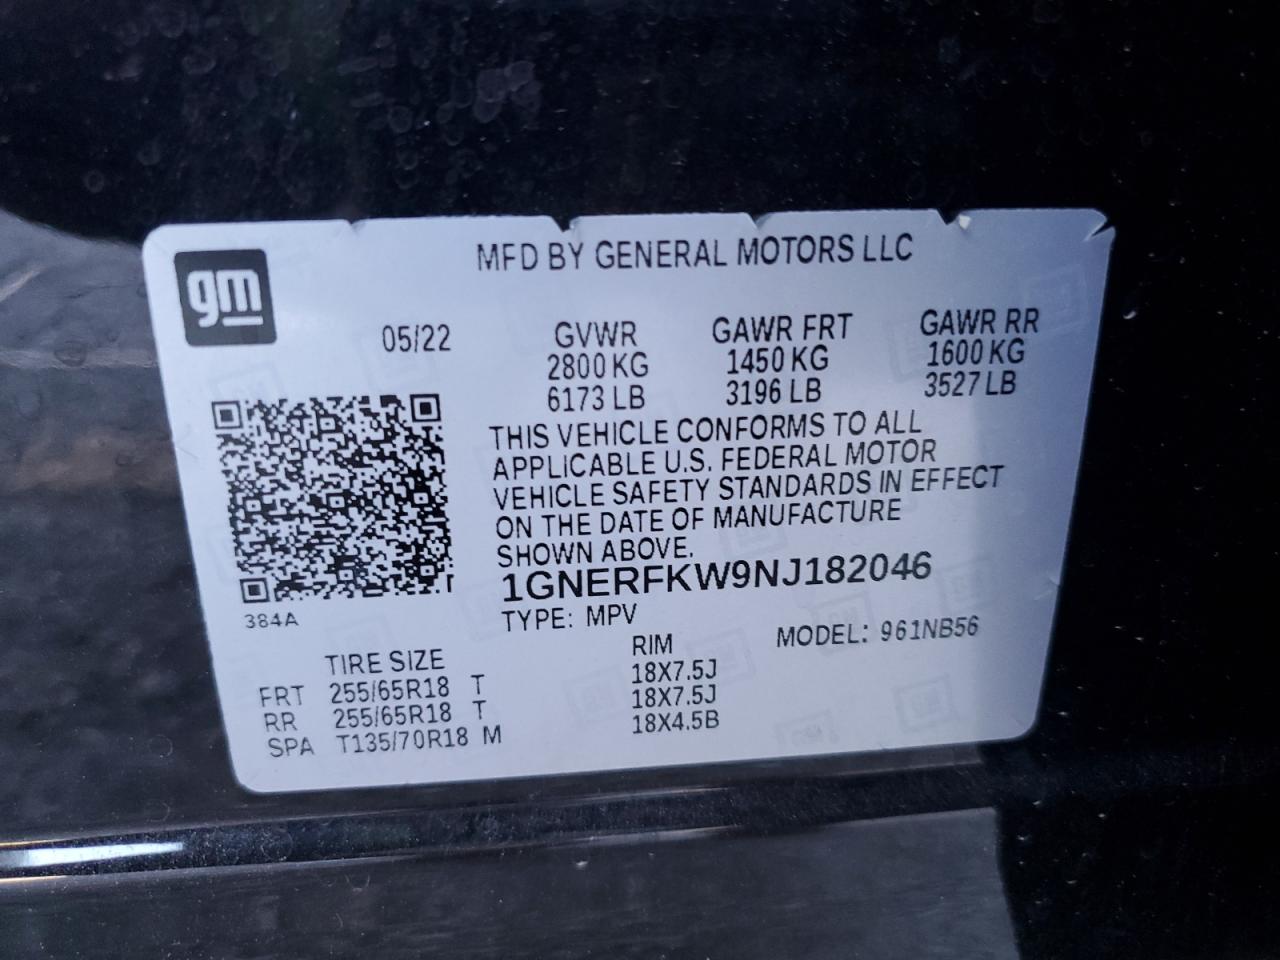 gm
MFD BY GENERAL MOTORS LLC
05/22 GVWR GAWR FRT GAWR RR
2800 KG 1450 KG 1600 KG
6173 LB 3196 LB 3527 LB
THIS VEHICLE CONFORMS TO ALL
APPLICABLE U.S. FEDERAL MOTOR
VEHICLE SAFETY STANDARDS IN EFFECT
ON THE DATE OF MANUFACTURE
SHOWN ABOVE.
1GNERFKW9NJ182046
384A
TYPE: MPV
MODEL: 961NB56
TIRE SIZE RIM
FRT 255/65R18 T 18X7.5J
RR 255/65R18 T 18X7.5J
SPA T135/70R18 M 18X4.5B